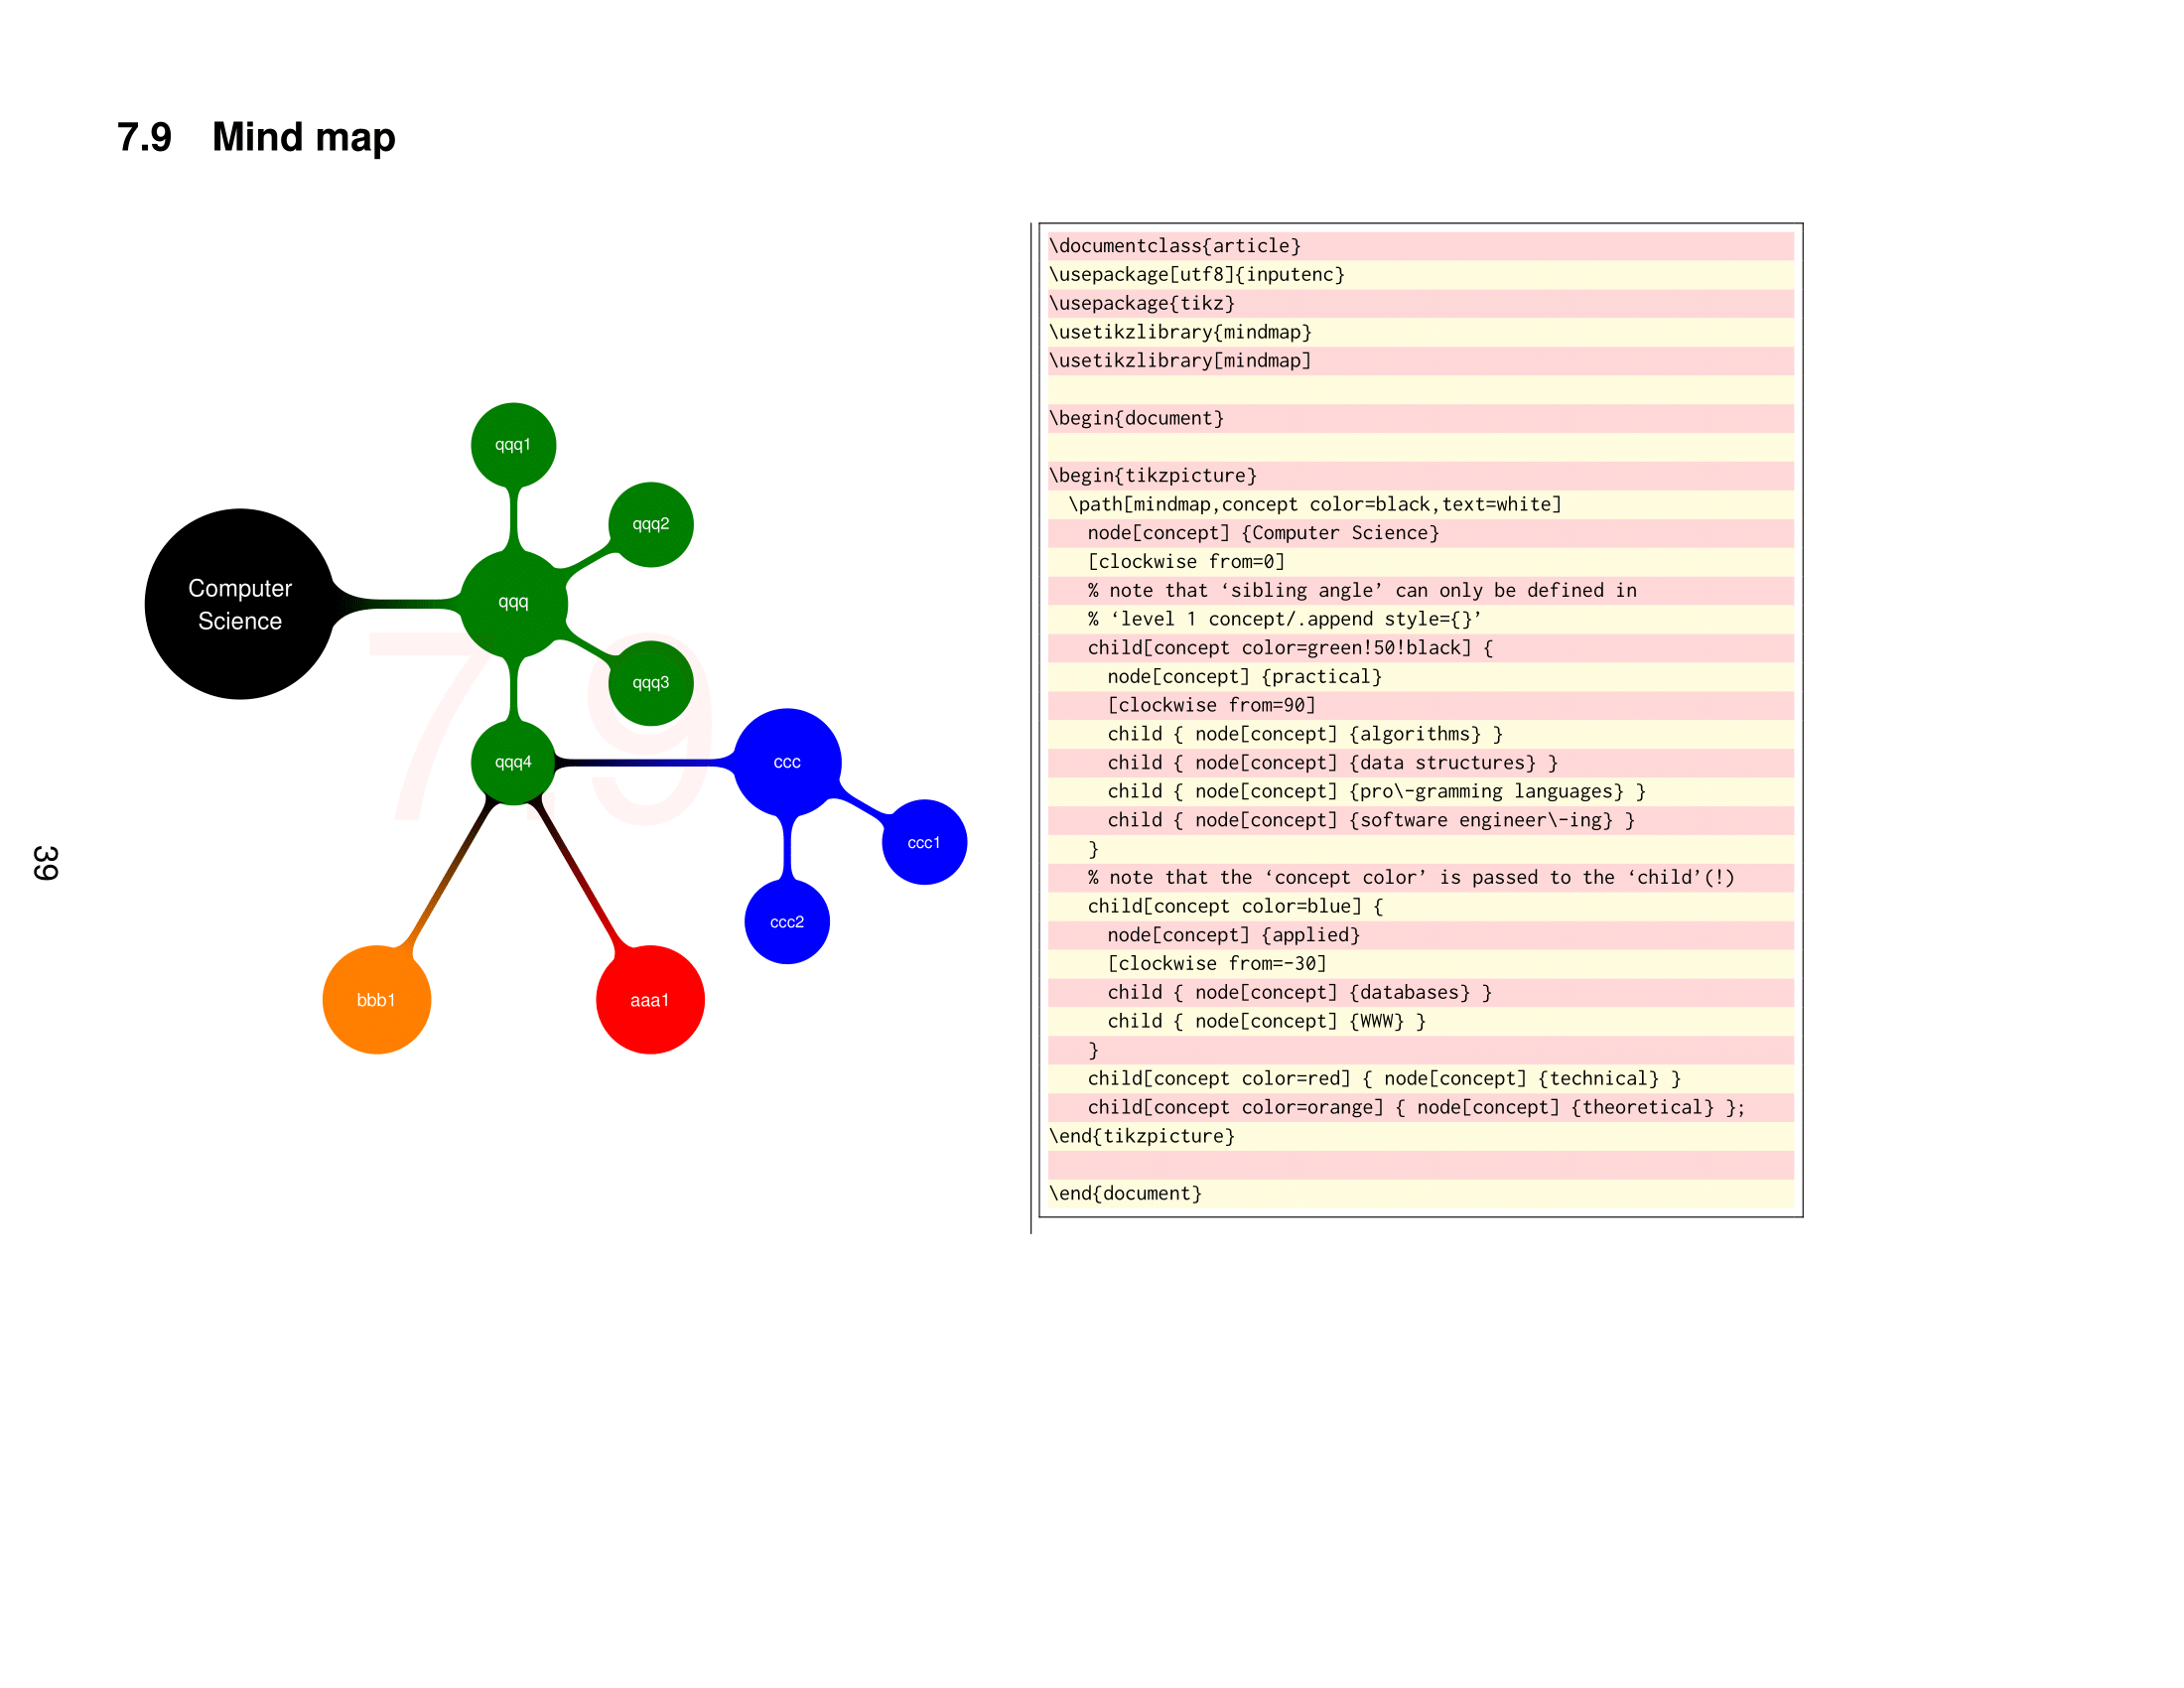 7.9 Mind map
qqq1
qqq2
Computer
Science
qqq
qqq3
qqq4
ccc
ccc1
ccc2
bbb1
aaa1
7.9
39
\documentclass{article}
\usepackage[utf8]{inputenc}
\usepackage{tikz}
\usetikzlibrary{mindmap}
\usetikzlibrary[mindmap]
\begin{document}
\begin{tikzpicture}
\path[mindmap,concept color=black,text=white]
node[concept] {Computer Science}
[clockwise from=0]
% note that ‘sibling angle’ can only be defined in
% ‘level 1 concept/.append style={}’
child[concept color=green!50!black] {
node[concept] {practical}
[clockwise from=90]
child { node[concept] {algorithms} }
child { node[concept] {data structures} }
child { node[concept] {pro\-gramming languages} }
child { node[concept] {software engineer\-ing} }
}
% note that the ‘concept color’ is passed to the ‘child’(!)
child[concept color=blue] {
node[concept] {applied}
[clockwise from=-30]
child { node[concept] {databases} }
child { node[concept] {WWW} }
}
child[concept color=red] { node[concept] {technical} }
child[concept color=orange] { node[concept] {theoretical} };
\end{tikzpicture}
\end{document}